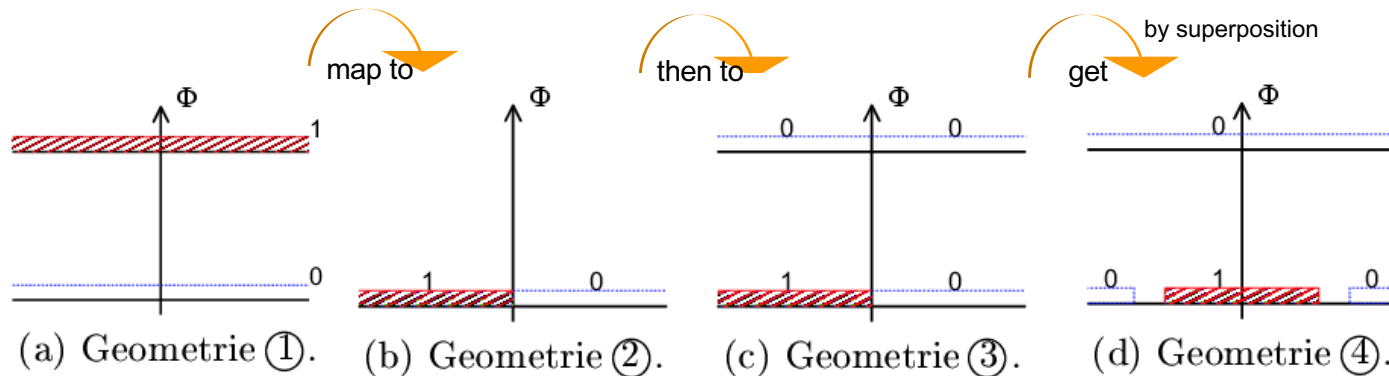 by superposition
map to
then to
get
Φ
Φ
Φ
Φ
1
0
0
0
0
1
0
1
0
0
1
0
(a) Geometrie ①.
(b) Geometrie ②.
(c) Geometrie ③.
(d) Geometrie ④.